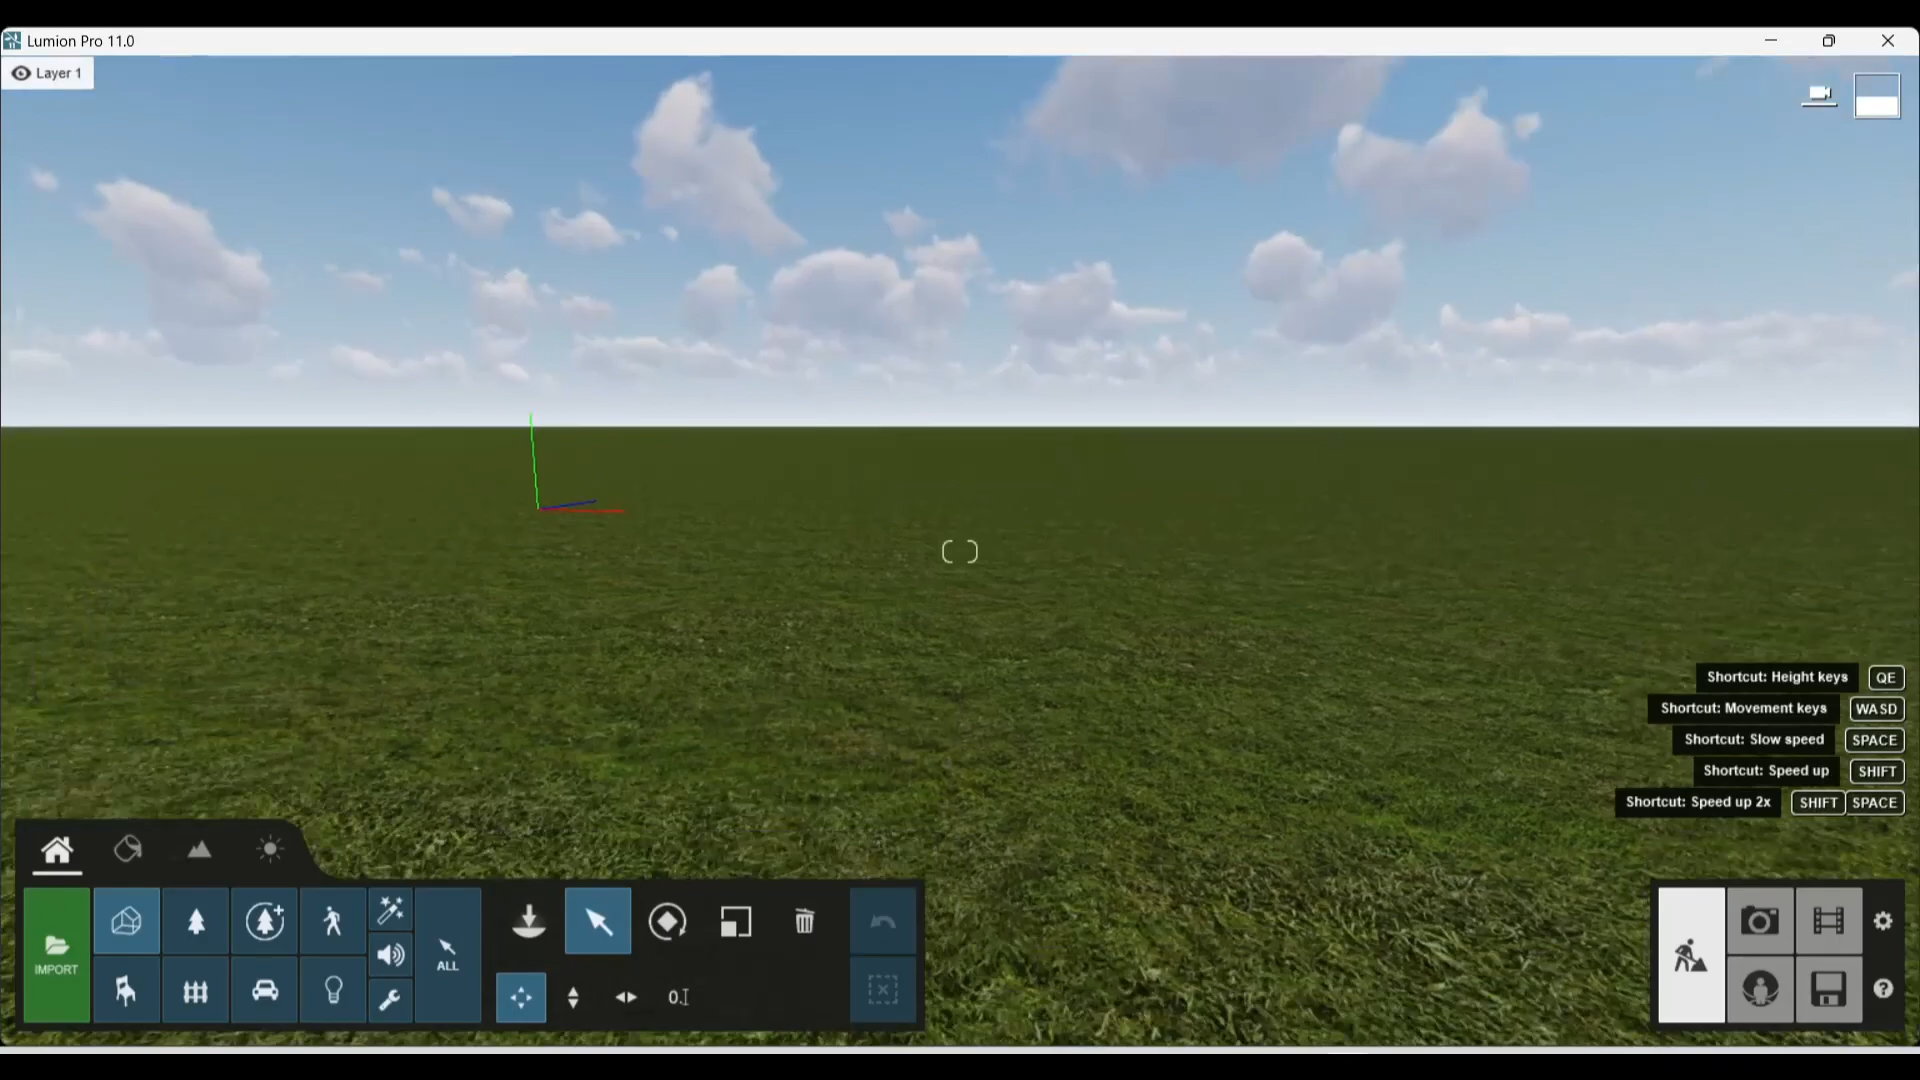 Lumion Pro 11.0
Layer 1
Shortcut: Height keys QE
Shortcut: Movement keys WASD
Shortcut: Slow speed SPACE
Shortcut: Speed up SHIFT
Shortcut: Speed up 2x SHIFT SPACE
IMPORT
ALL